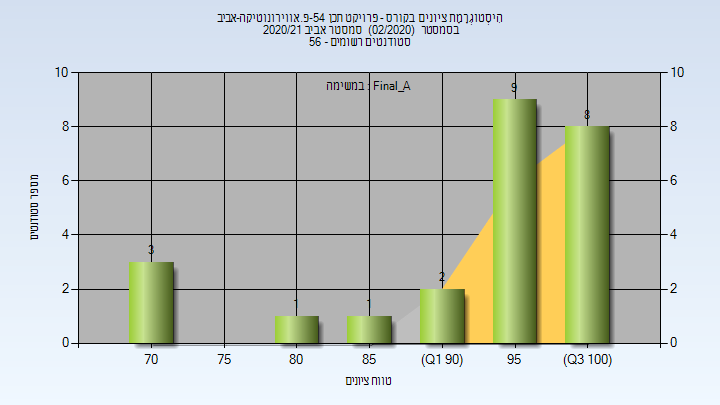 היסטוגרמת ציונים בקורס - פרויקט תכן 9-54. אווירונוטיקה-אביב
בסמסטר (02/2020) סמסטר אביב 2020/21
סטודנטים רשומים - 56
במשימה : Final_A
10
8
6
4
2
0
10
8
6
4
2
0
מספר סטודנטים
3
1
1
2
9
8
70
75
80
85
(Q1 90)
95
(Q3 100)
טווח ציונים